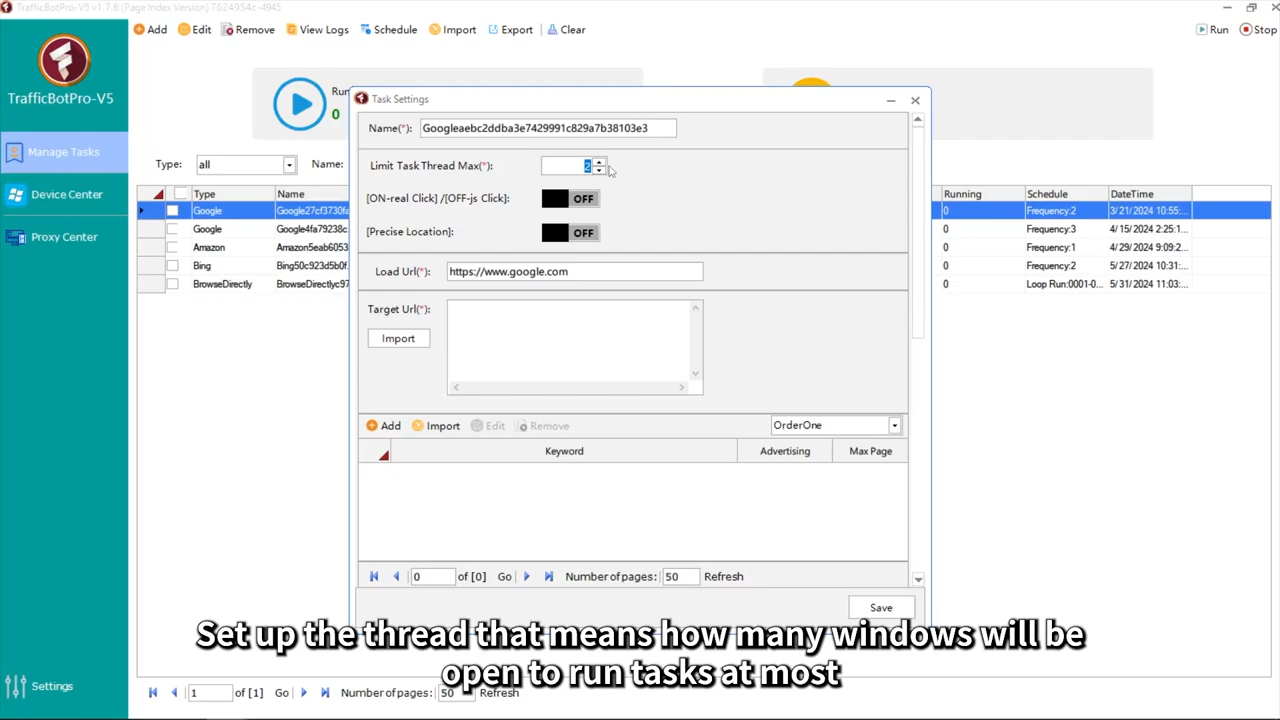 TrafficBotPro-V5 v1.7.6 (Page Index Version) 7624954c-4945
Add Edit Remove View Logs Schedule Import Export Clear Run Stop
TrafficBotPro-V5
Manage Tasks
Device Center
Proxy Center
Settings
Run
0
Type: all Name:
Type Name Running Schedule DateTime
Google Google27cf3730fa 0 Frequency:2 3/21/2024 10:55:...
Google Google4fa79238c 0 Frequency:3 4/15/2024 2:25:1...
Amazon Amazon5eab6053 0 Frequency:1 4/29/2024 9:09:2...
Bing Bing50c923d5b0f 0 Frequency:2 5/27/2024 10:31:...
BrowseDirectly BrowseDirectlyc97 0 Loop Run:0001-0... 5/31/2024 11:03:...
Task Settings
Name(*): Googleaebc2ddba3e7429991c829a7b38103e3
Limit Task Thread Max(*): 2
[ON-real Click] /[OFF-js Click]: OFF
[Precise Location]: OFF
Load Url(*): https://www.google.com
Target Url(*):
Import
Add Import Edit Remove OrderOne
Keyword Advertising Max Page
0 of [0] Go Number of pages: 50 Refresh
Save
Set up the thread that means how many windows will be
open to run tasks at most
1 of [1] Go Number of pages: 50 Refresh